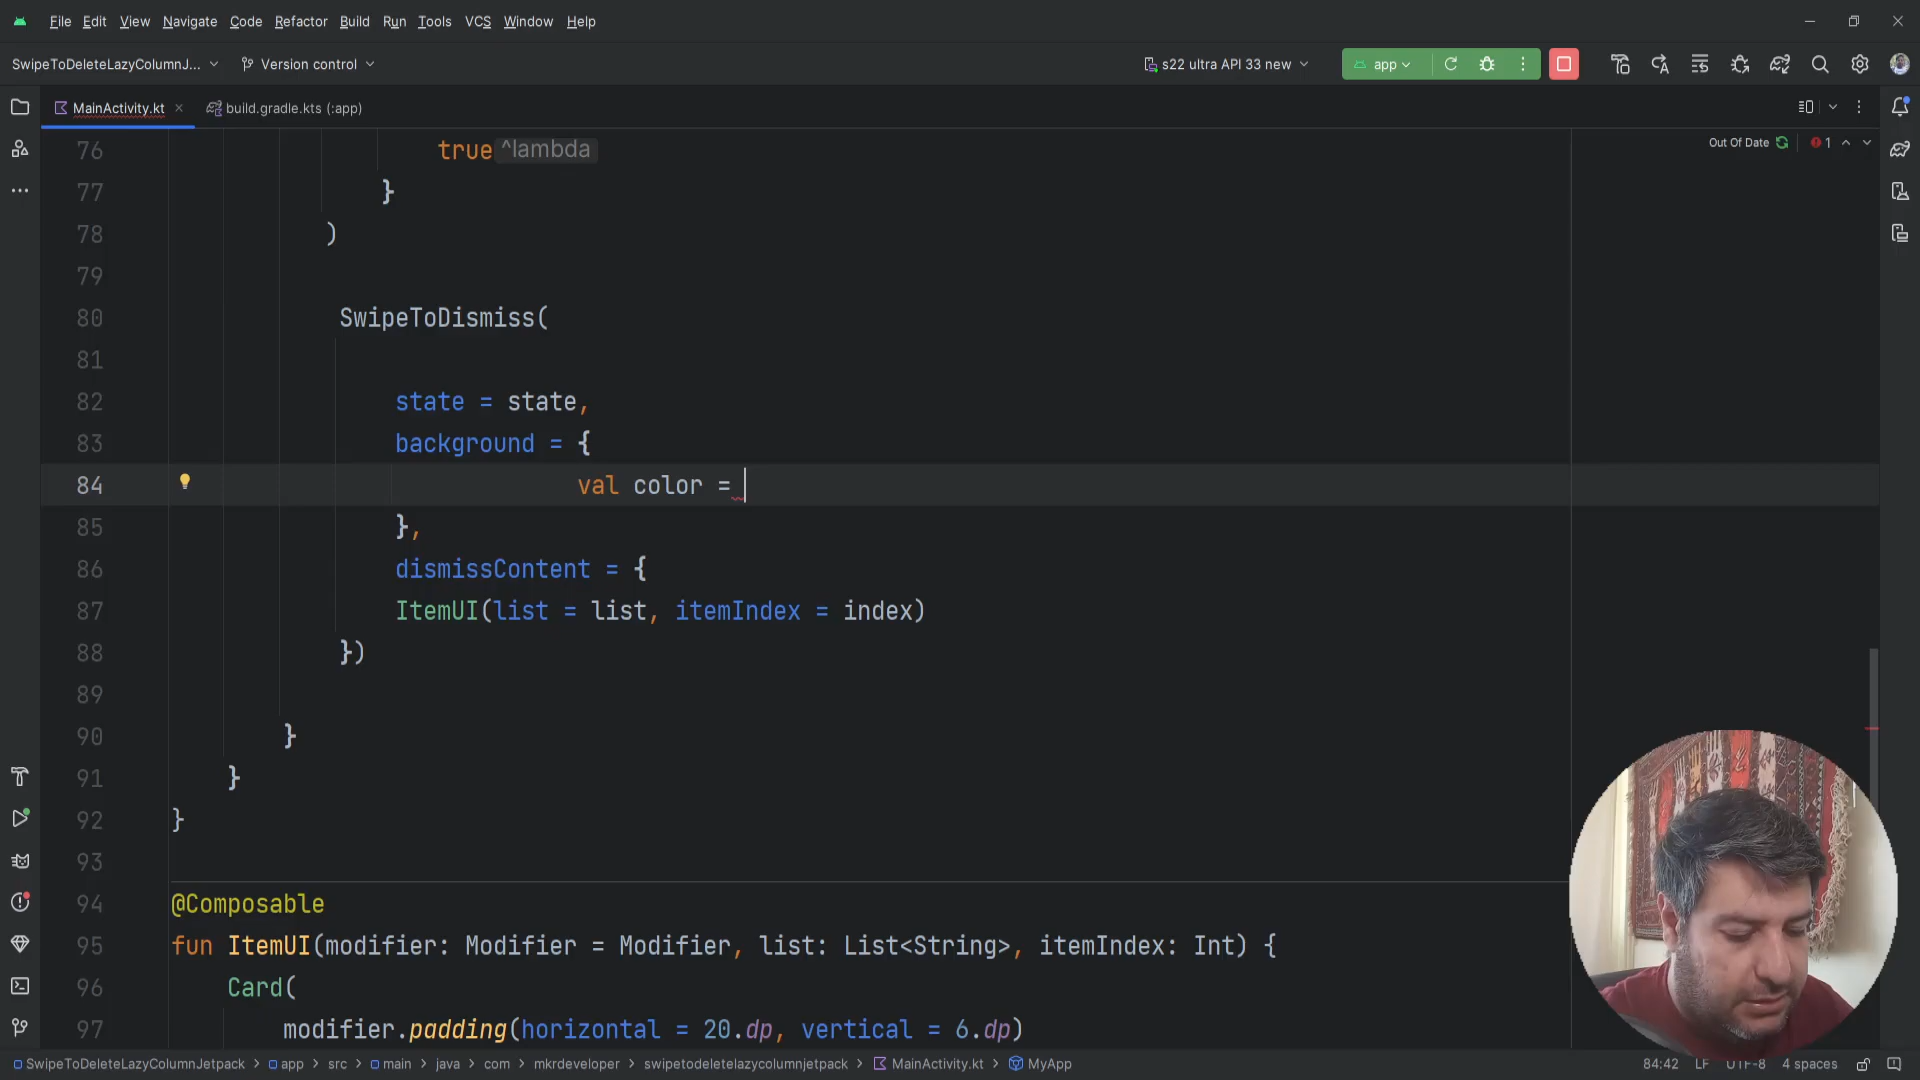 File Edit View Navigate Code Refactor Build Run Tools VCS Window Help
SwipeToDeleteLazyColumnJ... Version control s22 ultra API 33 new app
MainActivity.kt build.gradle.kts (:app)
Out Of Date 1
76 true ^lambda
77 }
78 )
79
80 SwipeToDismiss(
81
82 state = state,
83 background = {
84 val color =
85 },
86 dismissContent = {
87 ItemUI(list = list, itemIndex = index)
88 })
89
90 }
91 }
92 }
93
94 @Composable
95 fun ItemUI(modifier: Modifier = Modifier, list: List<String>, itemIndex: Int) {
96 Card(
97 modifier.padding(horizontal = 20.dp, vertical = 6.dp)
SwipeToDeleteLazyColumnJetpack > app > src > main > java > com > mkrdeveloper > swipetodeletelazycolumnjetpack > MainActivity.kt > MyApp 84:42 LF UTF-8 4 spaces